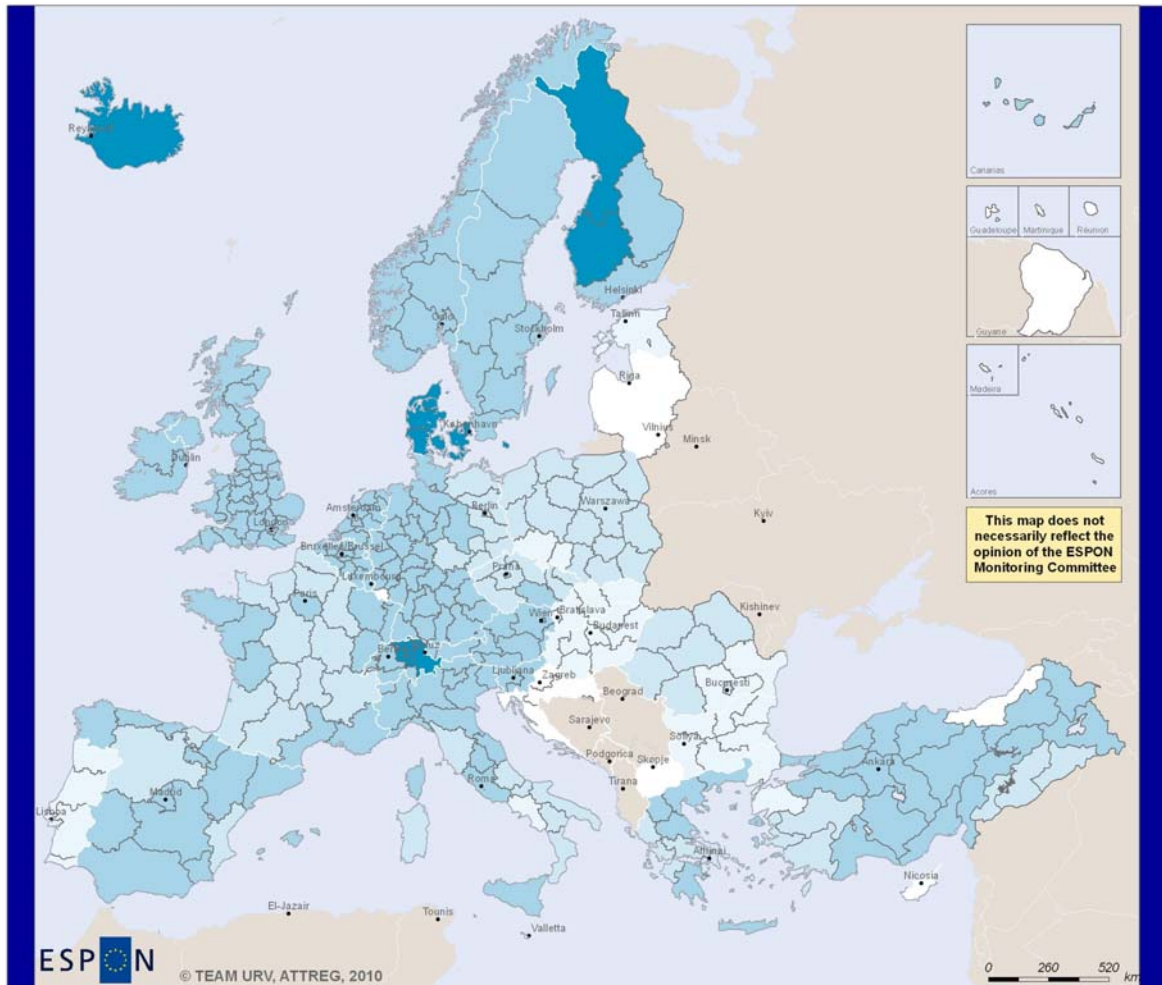 Reykjavik
Canarias
Guadeloupe
Martinique
Réunion
Guyane
Madeira
Acores
This map does not
necessarily reflect the
opinion of the ESPON
Monitoring Committee
Helsinki
Tallinn
Oslo
Stockholm
Riga
København
Vilnius
Minsk
Dublin
Amsterdam
Berlin
Warszawa
London
Kyiv
Bruxelles/Brussel
Luxembourg
Praha
Paris
Kishinev
Wien
Bratislava
Budapest
Bern
Vaduz
Ljubljana
Zagreb
Bucuresti
Beograd
Sarajevo
Sofiya
Podgorica
Skopje
Roma
Tirana
Ankara
Madrid
Lisboa
Athinai
Nicosia
El-Jazair
Tounis
Valletta
ESPON
© TEAM URV, ATTREG, 2010
0 260 520
km